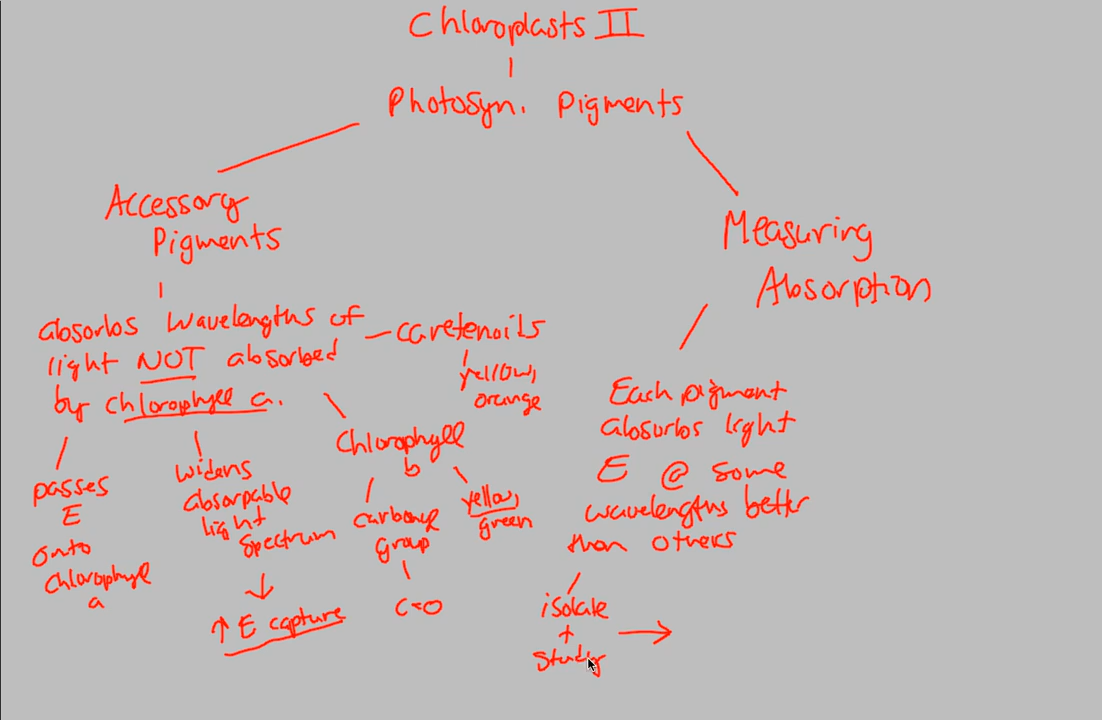 Chloroplasts II
Photosyn. Pigments
Accessory
Pigments
absorbs wavelengths of
light NOT absorbed
by chlorophyll a.
passes
E
onto
chlorophyll
a
widens
absorpable
light
spectrum
↑ E capture
caretenoids
yellow,
orange
Chlorophyll
b
carbonyl
group
C=O
yellow,
green
Measuring
Absorption
Each pigment
absorbs light
E @ some
wavelengths better
than others
isolate
+
study